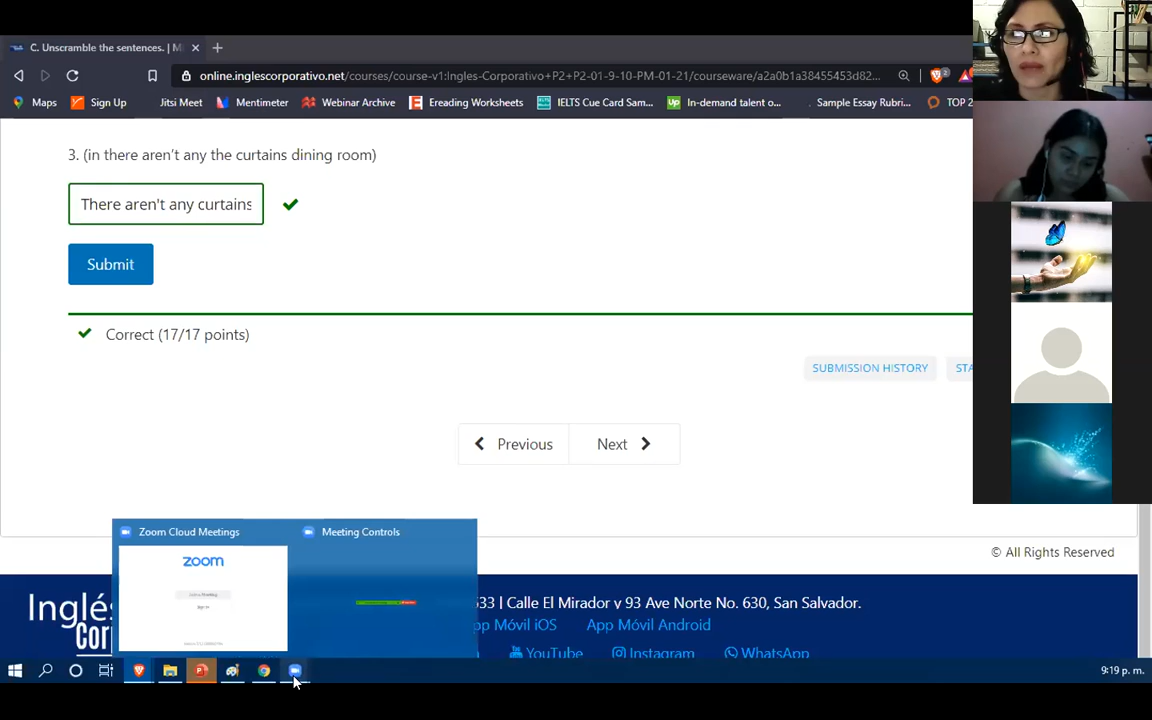 C. Unscramble the sentences. | M
online.inglescorporativo.net/courses/course-v1:Ingles-Corporativo+P2+P2-01-9-10-PM-01-21/courseware/a2a0b1a38455453d82...
2
Maps Sign Up Jitsi Meet Mentimeter Webinar Archive Ereading Worksheets IELTS Cue Card Sam... In-demand talent o... Sample Essay Rubri... TOP 2
3. (in there aren't any the curtains dining room)
There aren't any curtains
Submit
Correct (17/17 points)
SUBMISSION HISTORY STA
Previous Next
Zoom Cloud Meetings Meeting Controls
zoom
© All Rights Reserved
Inglés
Corp
533 | Calle El Mirador y 93 Ave Norte No. 630, San Salvador.
pp Móvil iOS App Móvil Android
YouTube Instagram WhatsApp
9:19 p. m.